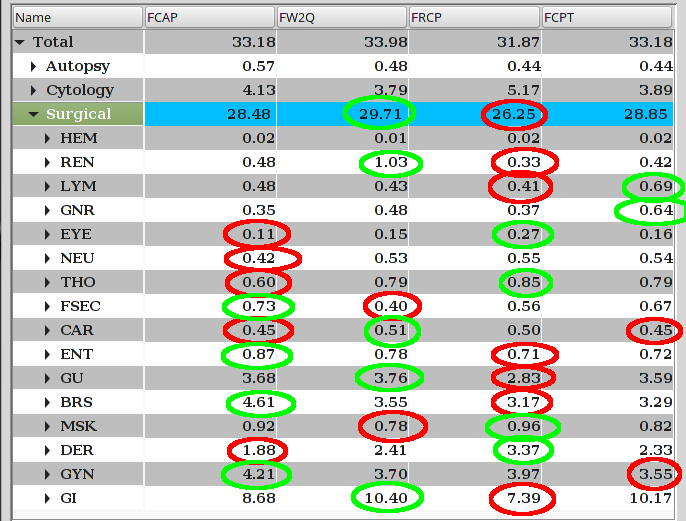 Name FCAP FW2Q FRCP FCPT
Total 33.18 33.98 31.87 33.18
Autopsy 0.57 0.48 0.44 0.44
Cytology 4.13 3.79 5.17 3.89
Surgical 28.48 29.71 26.25 28.85
HEM 0.02 0.01 0.02 0.02
REN 0.48 1.03 0.33 0.42
LYM 0.48 0.43 0.41 0.69
GNR 0.35 0.48 0.37 0.64
EYE 0.11 0.15 0.27 0.16
NEU 0.42 0.53 0.55 0.54
THO 0.60 0.79 0.85 0.79
FSEC 0.73 0.40 0.56 0.67
CAR 0.45 0.51 0.50 0.45
ENT 0.87 0.78 0.71 0.72
GU 3.68 3.76 2.83 3.59
BRS 4.61 3.55 3.17 3.29
MSK 0.92 0.78 0.96 0.82
DER 1.88 2.41 3.37 2.33
GYN 4.21 3.70 3.97 3.55
GI 8.68 10.40 7.39 10.17